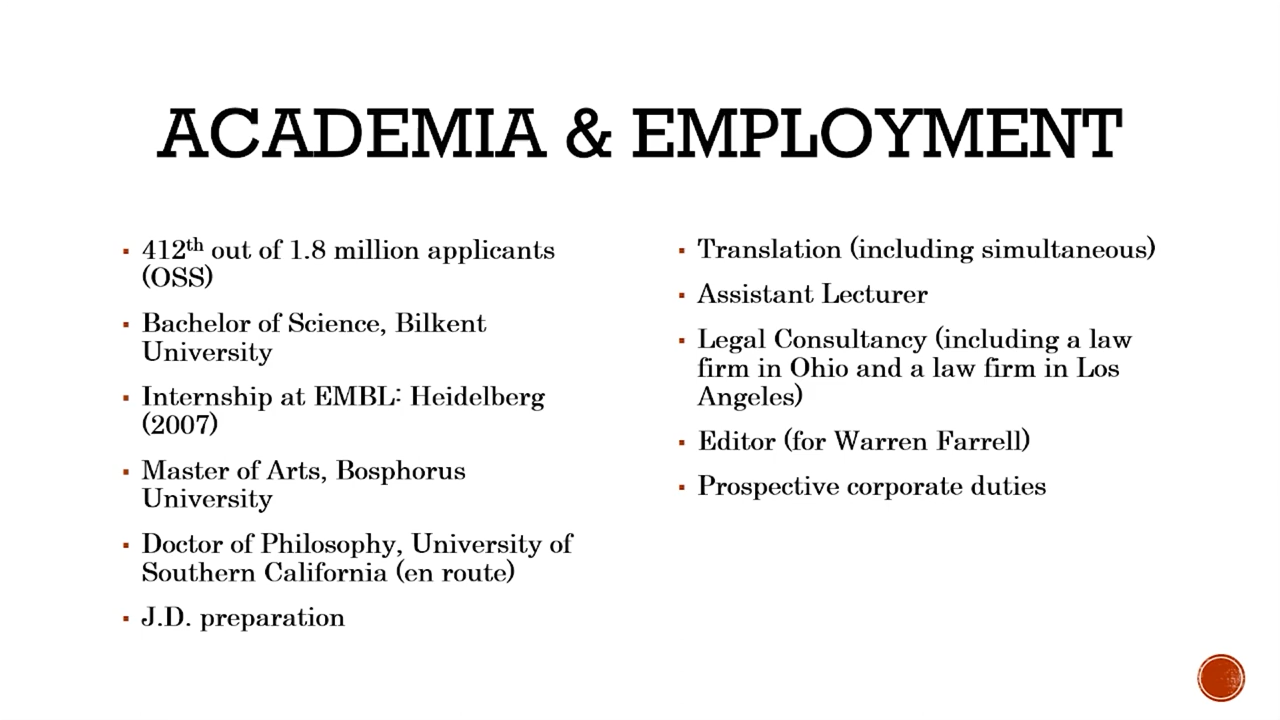 ACADEMIA & EMPLOYMENT
412th out of 1.8 million applicants
(OSS)
Bachelor of Science, Bilkent
University
Internship at EMBL: Heidelberg
(2007)
Master of Arts, Bosphorus
University
Doctor of Philosophy, University of
Southern California (en route)
J.D. preparation
Translation (including simultaneous)
Assistant Lecturer
Legal Consultancy (including a law
firm in Ohio and a law firm in Los
Angeles)
Editor (for Warren Farrell)
Prospective corporate duties